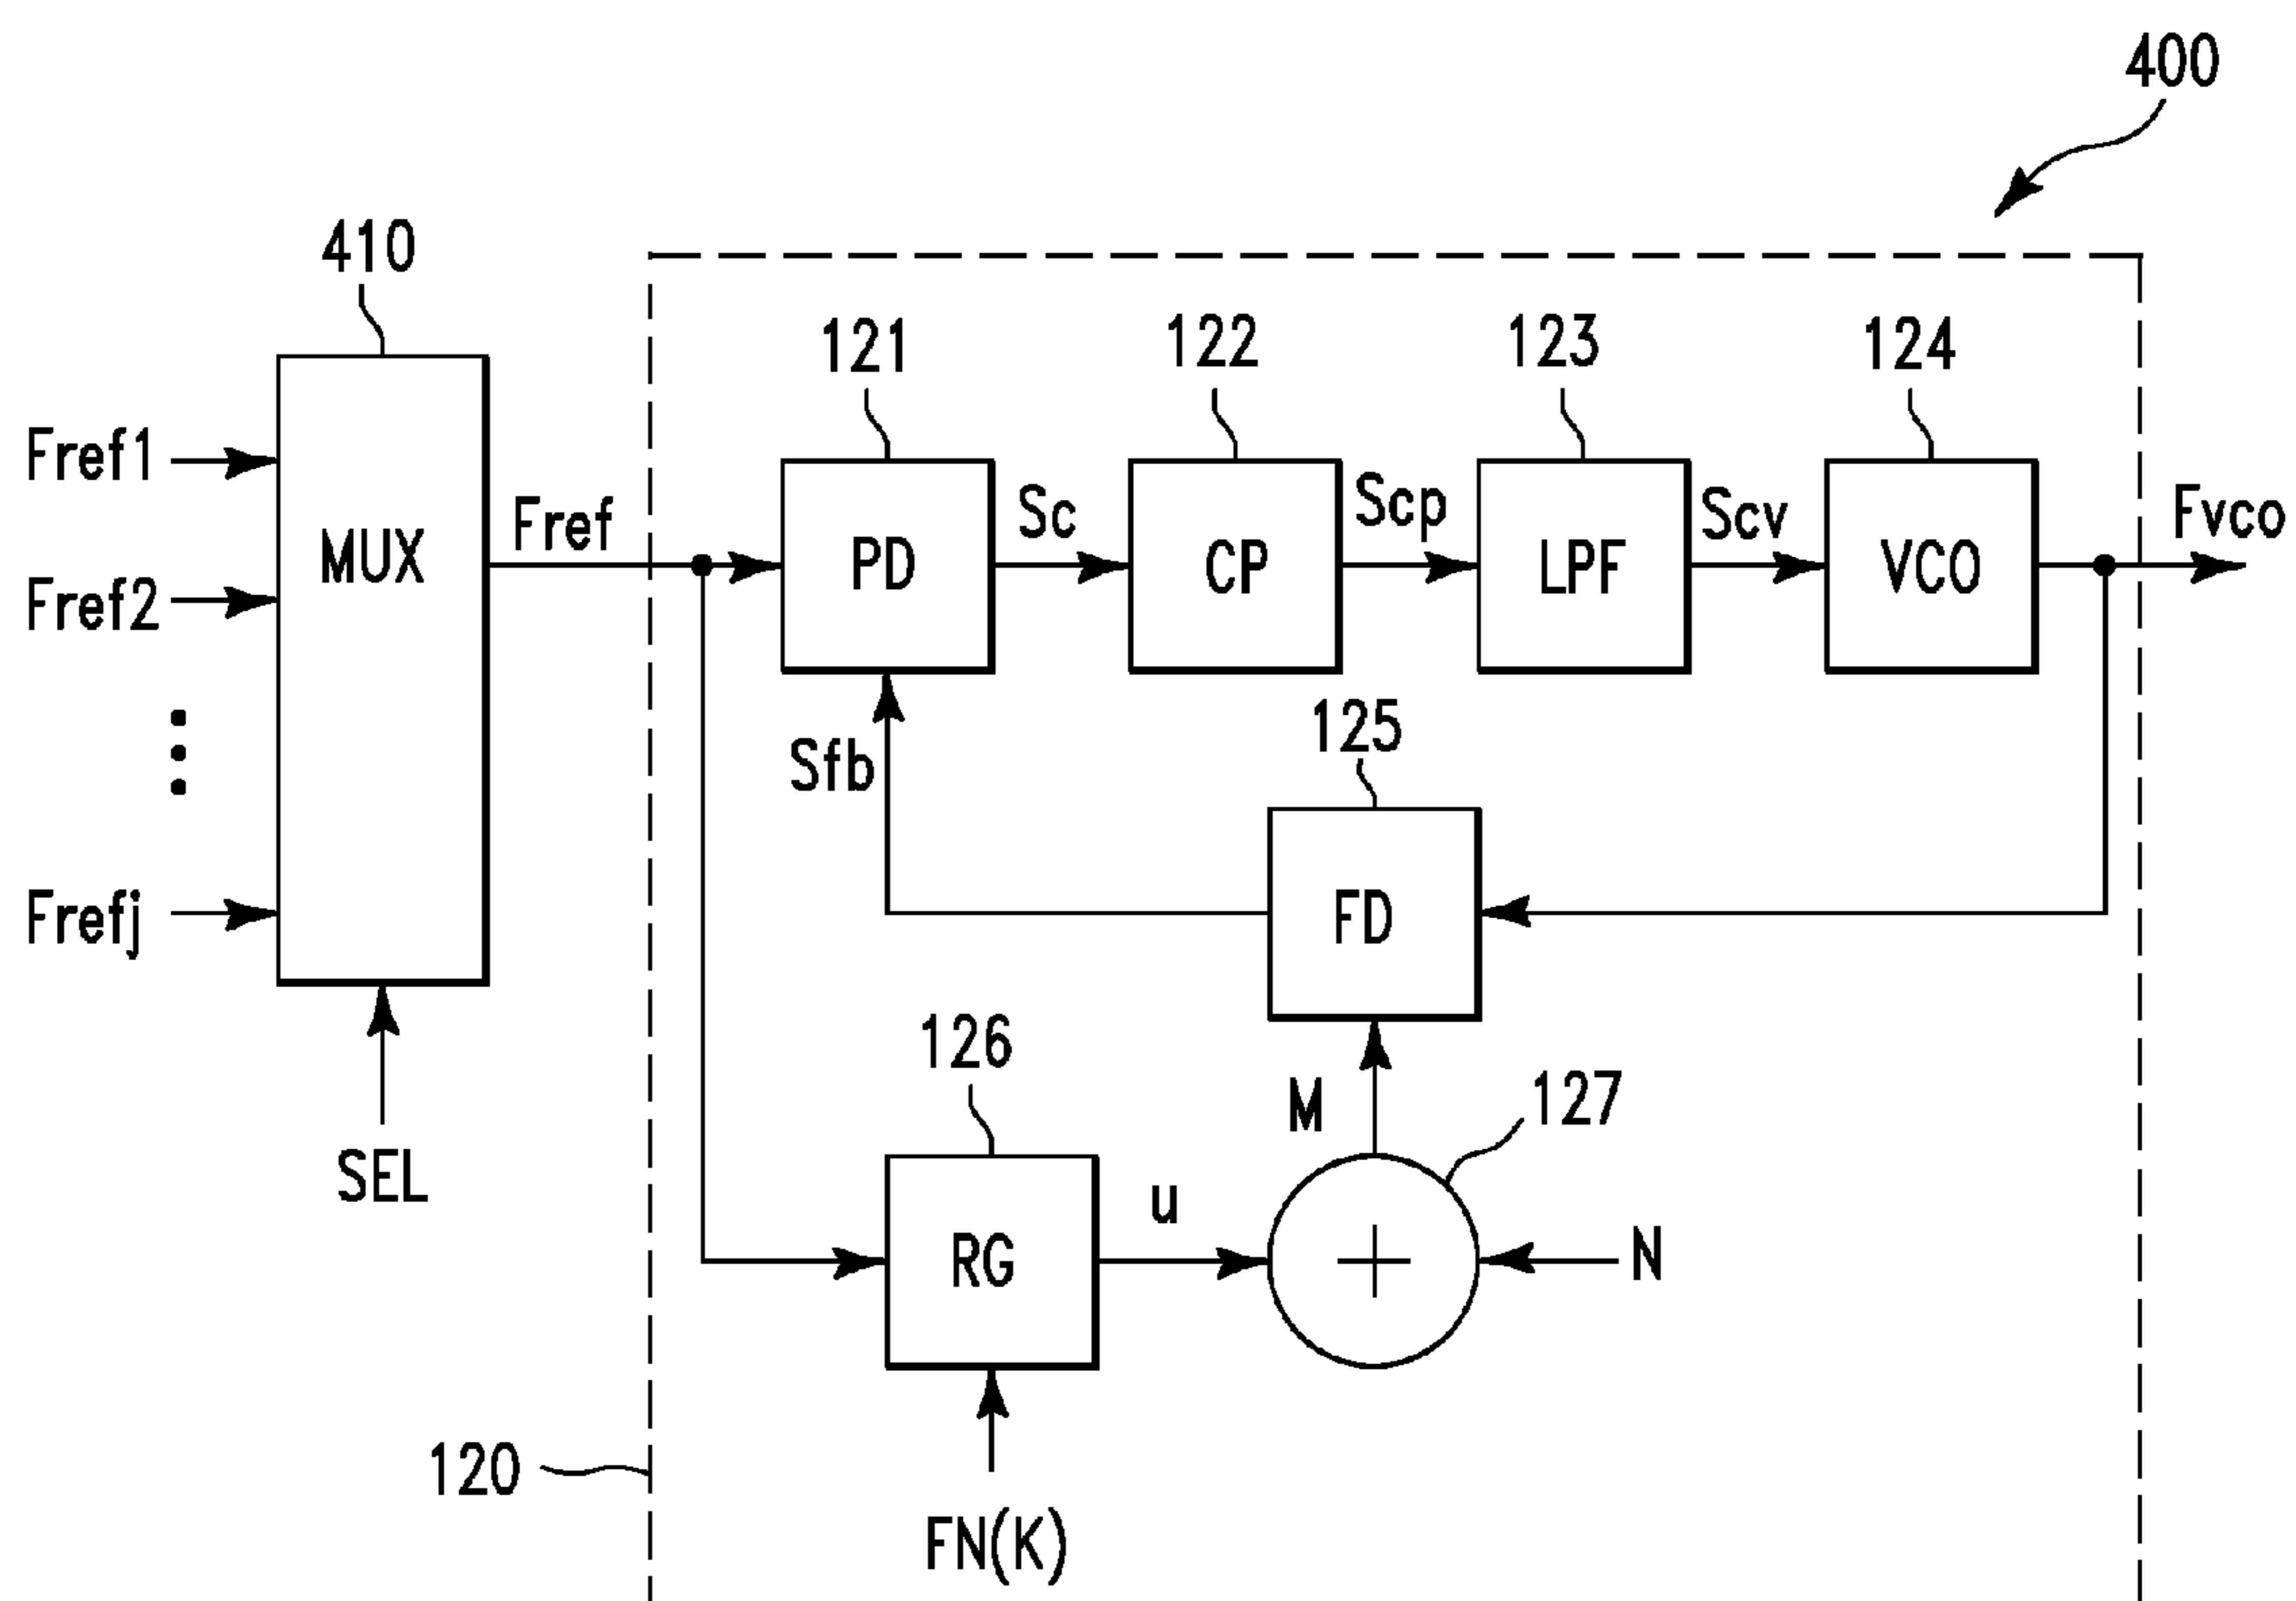 400
410
121
122
123
124
Fref1
Fref2
Frefj
MUX
Fref
PD
Sc
CP
Scp
LPF
Scv
VCO
Fvco
Sfb
125
FD
126
M
127
SEL
RG
u
+
N
120
FN(K)